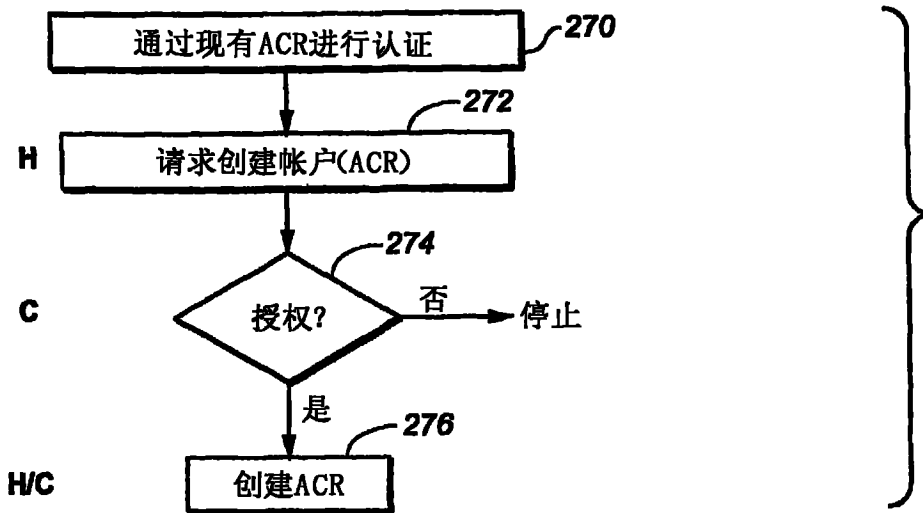 通过现有ACR进行认证
270
272
H
请求创建帐户(ACR)
274
C
授权?
否
停止
是
276
H/C
创建ACR